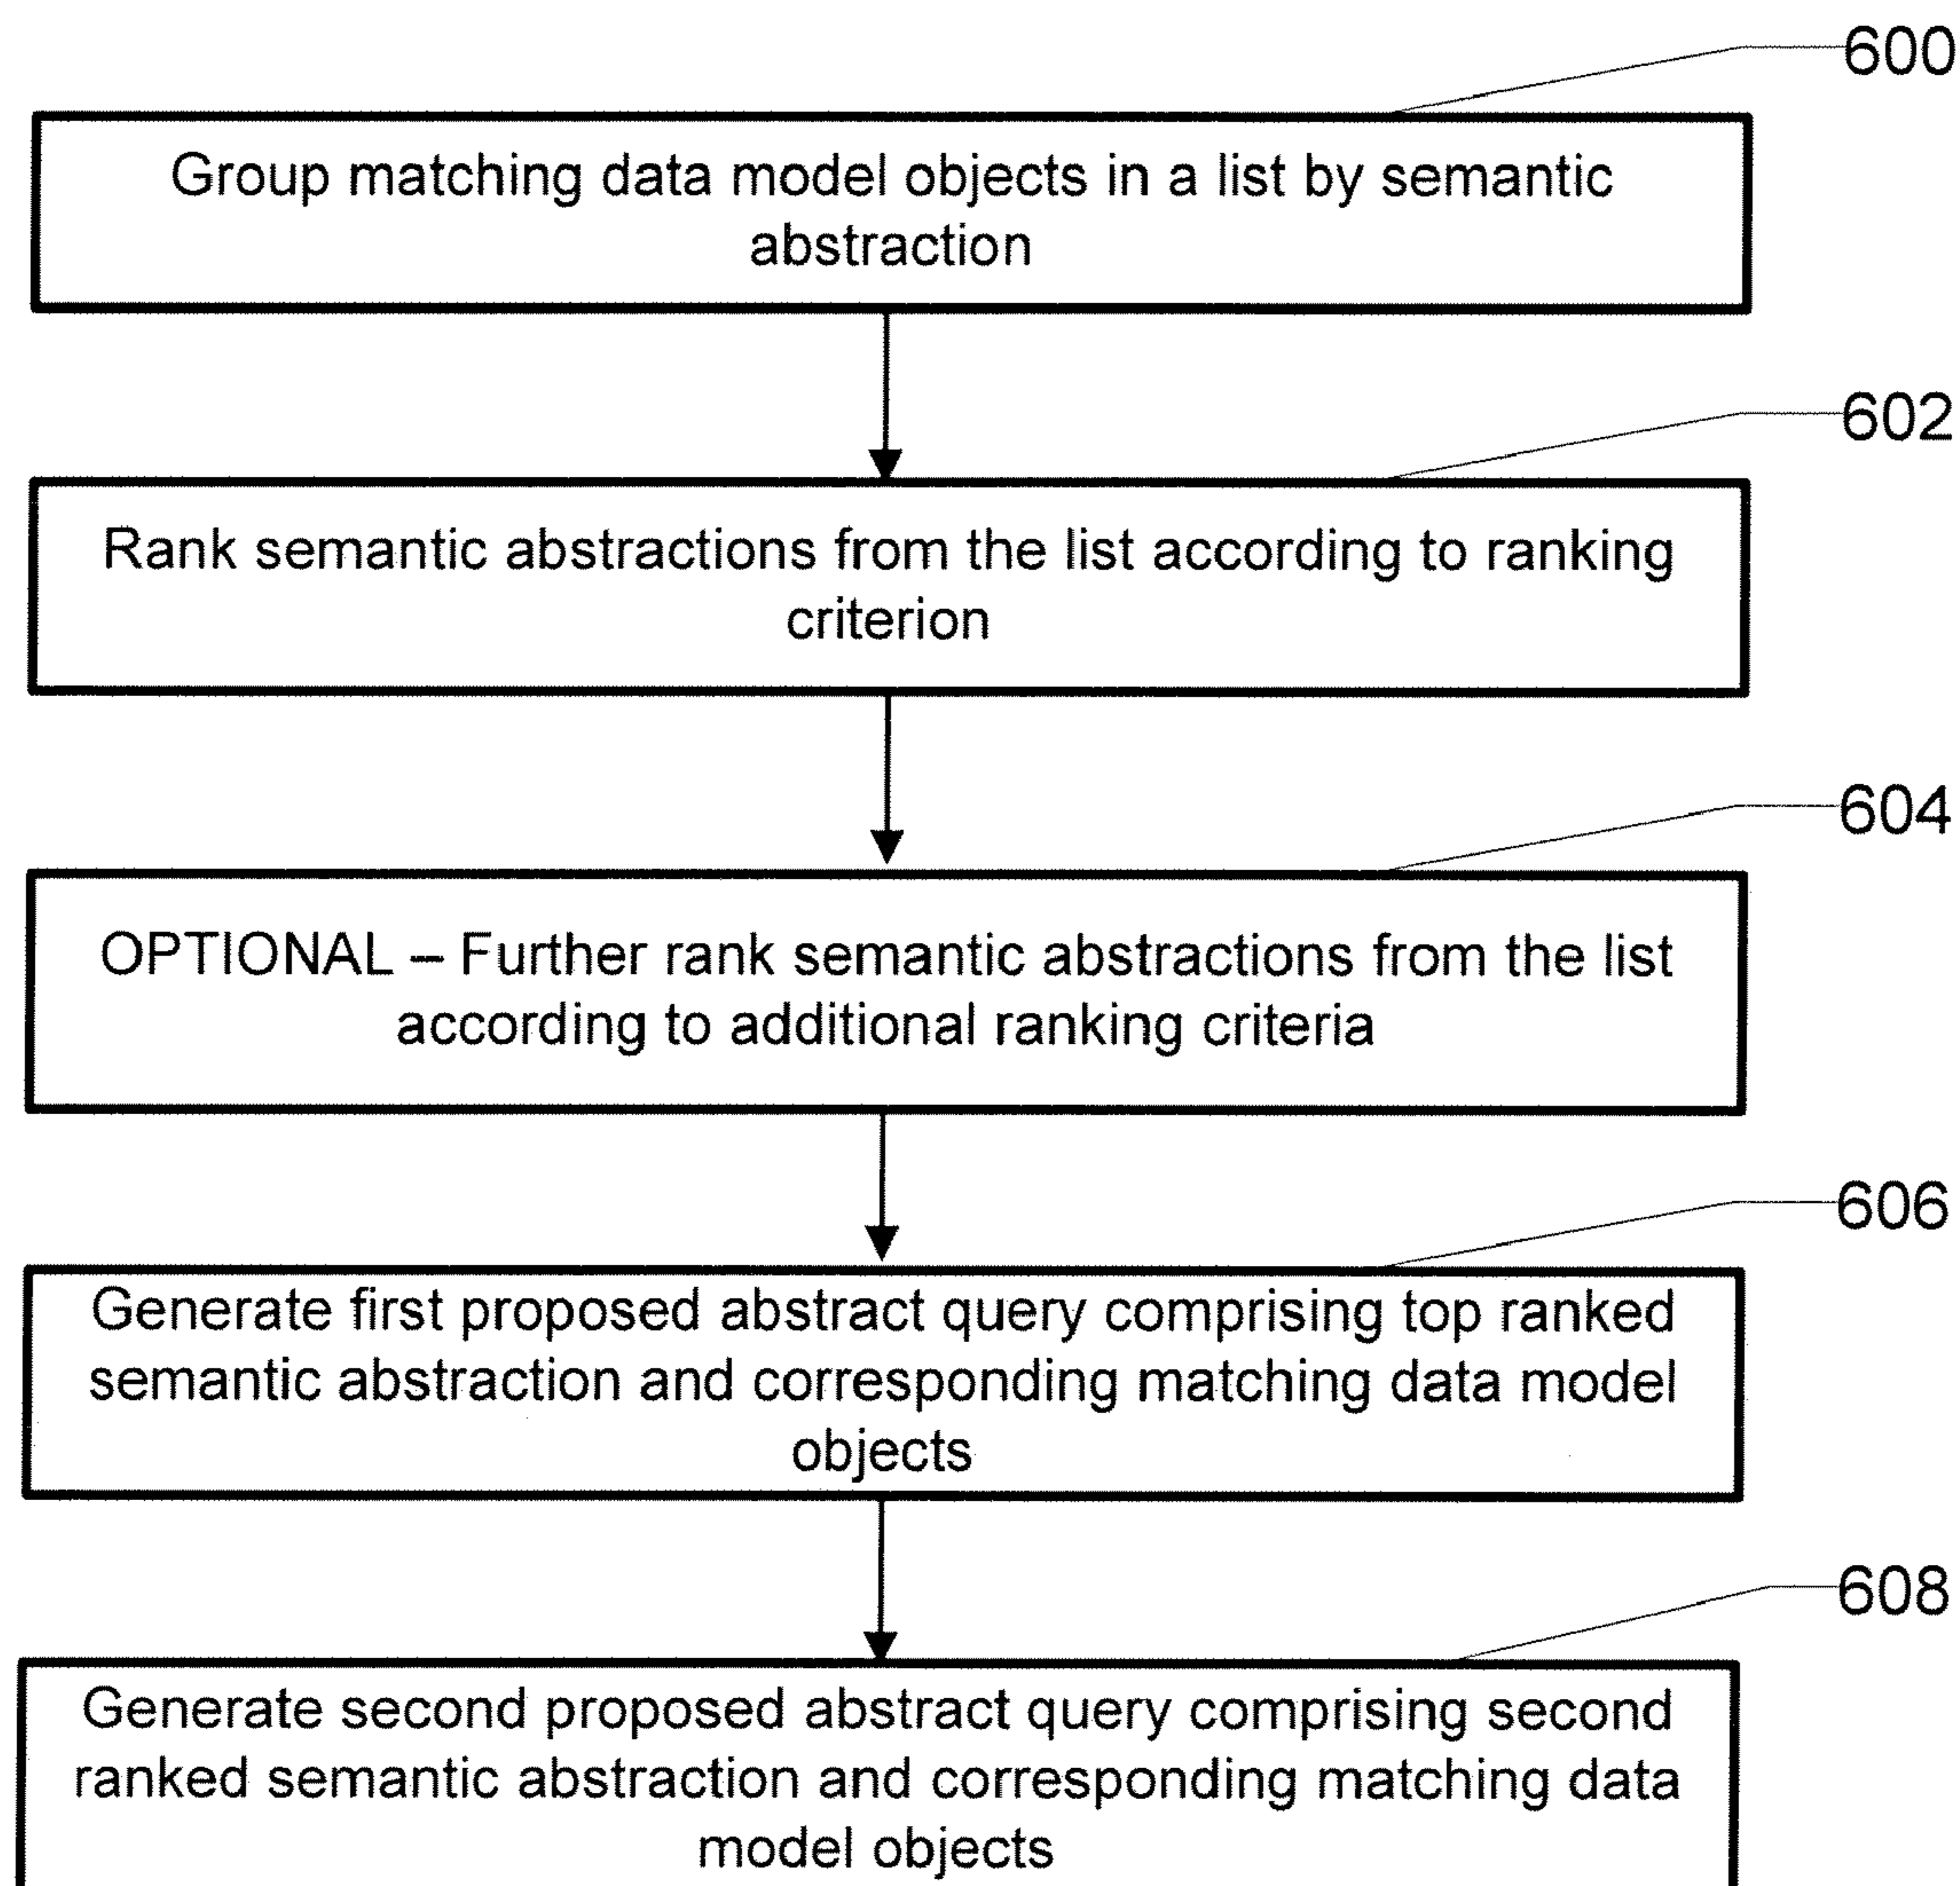 600
Group matching data model objects in a list by semantic
abstraction
602
Rank semantic abstractions from the list according to ranking
criterion
604
OPTIONAL – Further rank semantic abstractions from the list
according to additional ranking criteria
606
Generate first proposed abstract query comprising top ranked
semantic abstraction and corresponding matching data model
objects
608
Generate second proposed abstract query comprising second
ranked semantic abstraction and corresponding matching data
model objects